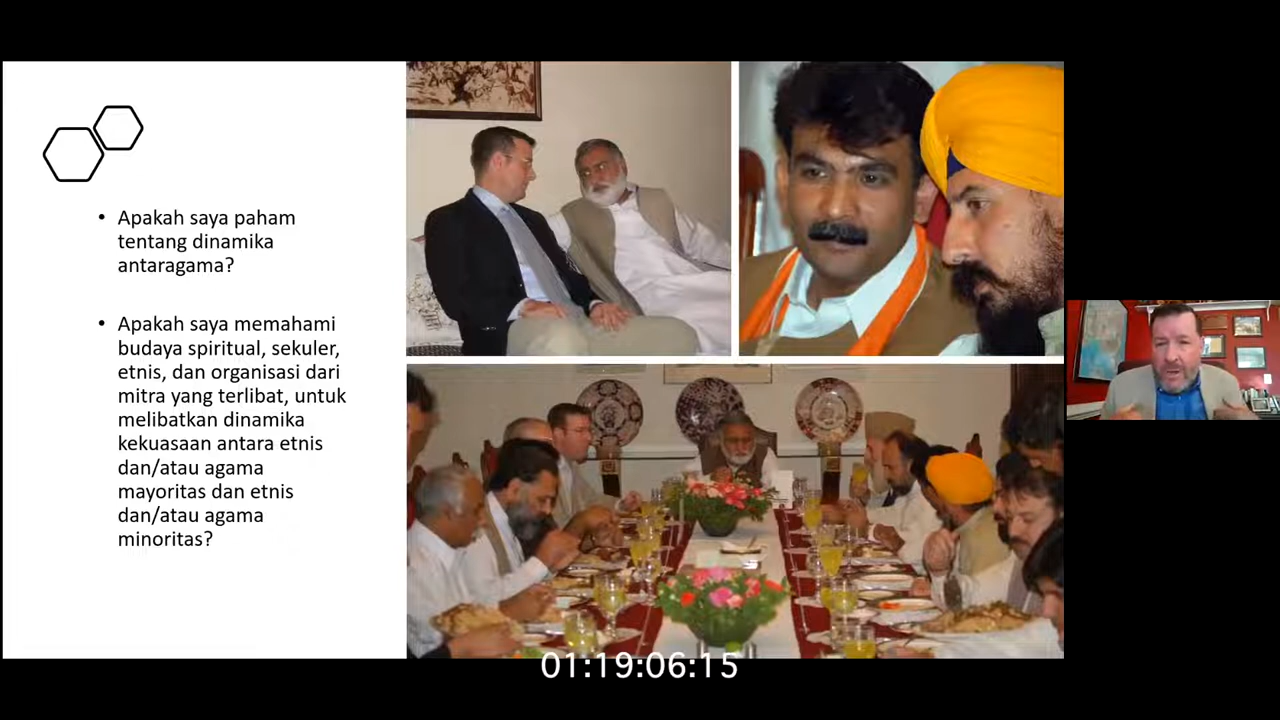 • Apakah saya paham
tentang dinamika
antaragama?
• Apakah saya memahami
budaya spiritual, sekuler,
etnis, dan organisasi dari
mitra yang terlibat, untuk
melibatkan dinamika
kekuasaan antara etnis
dan/atau agama
mayoritas dan etnis
dan/atau agama
minoritas?
01:19:06:15